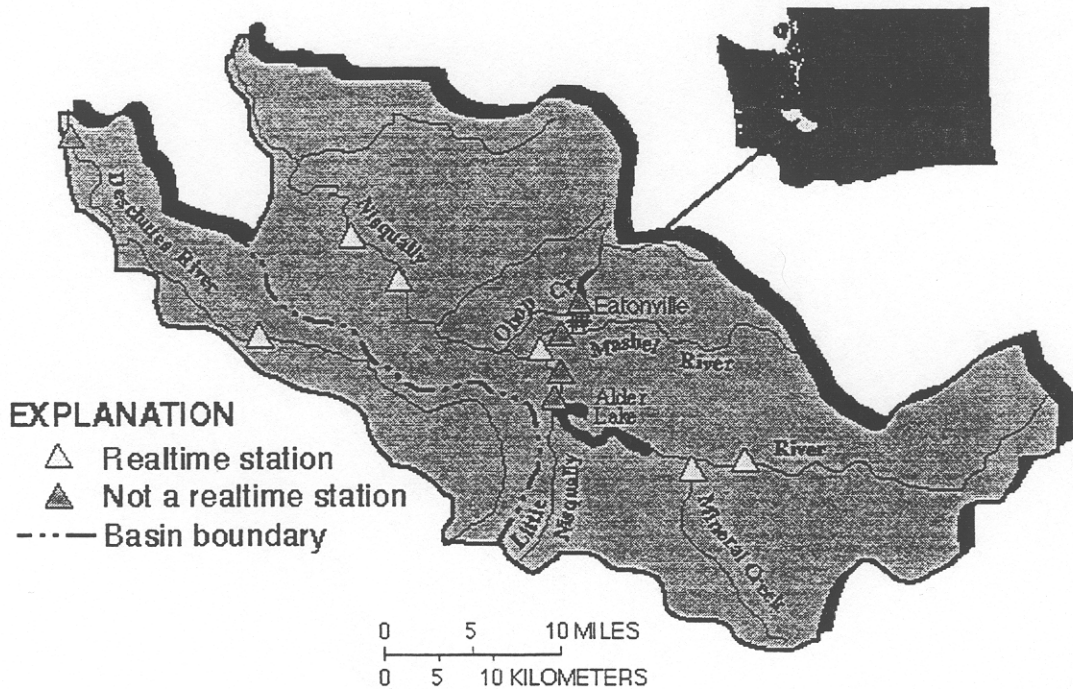 Deschutes River
Nisqually
Ohop Cr
Eatonville
Mashel
River
Alder
Lake
River
Little
Nisqually
Mineral Creek
EXPLANATION
Realtime station
Not a realtime station
Basin boundary
0 5 10 MILES
0 5 10 KILOMETERS